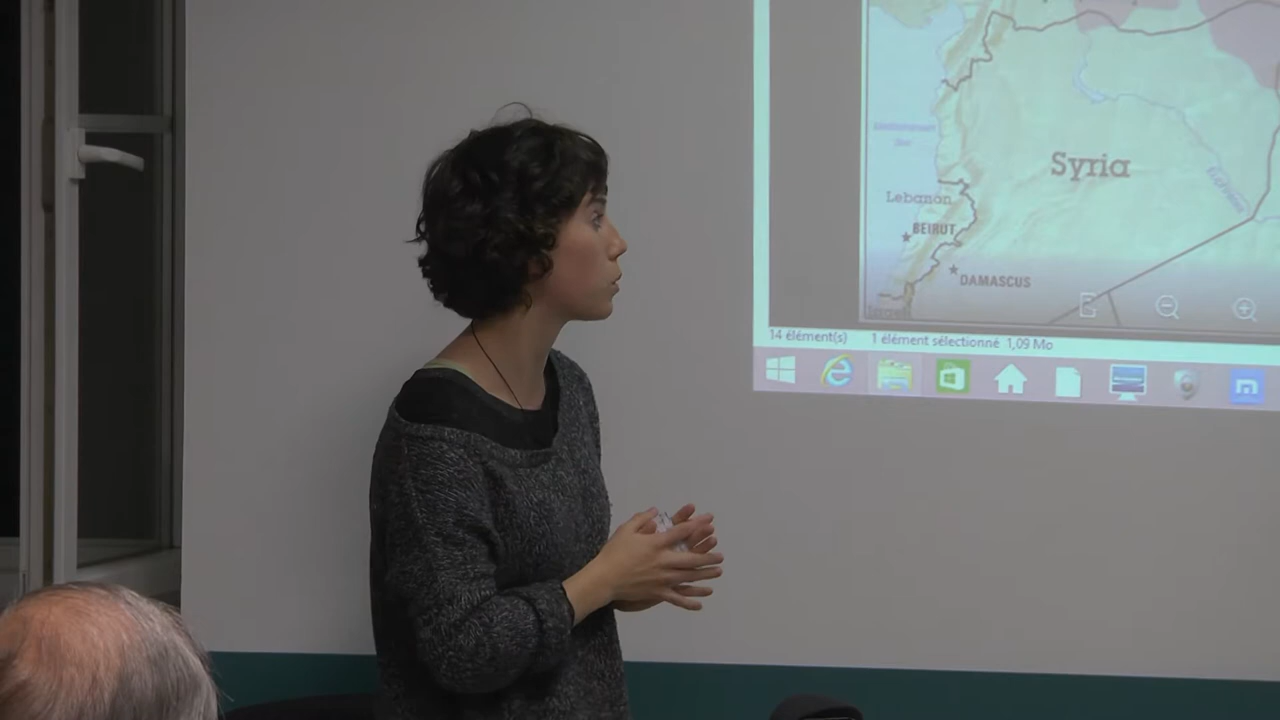 Syria
Lebanon
BEIRUT
DAMASCUS
14 élément(s) 1 élément sélectionné 1,09 Mo